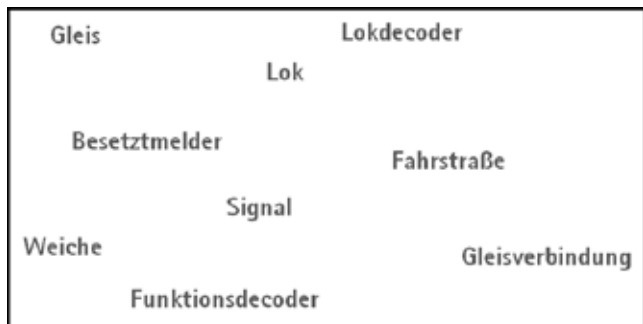 Gleis
Lokdecoder
Lok
Besetztmelder
Fahrstraße
Signal
Weiche
Gleisverbindung
Funktionsdecoder